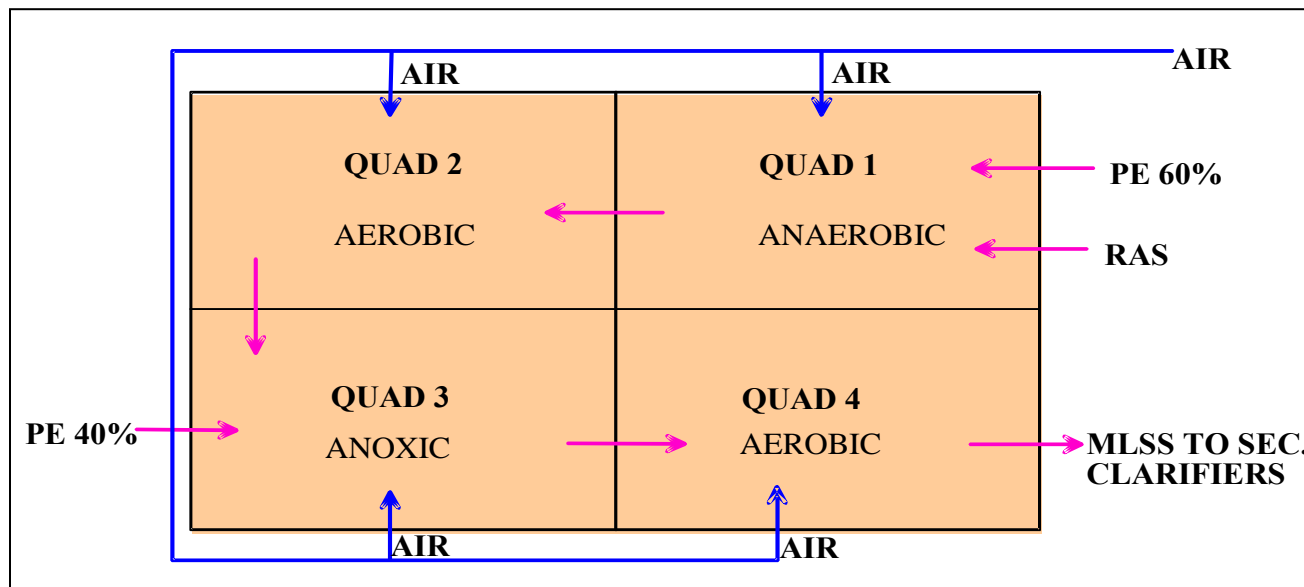 AIR
AIR
AIR
QUAD 2
QUAD 1
PE 60%
AEROBIC
ANAEROBIC
RAS
QUAD 3
QUAD 4
PE 40%
ANOXIC
AEROBIC
MLSS TO SEC.
CLARIFIERS
AIR
AIR